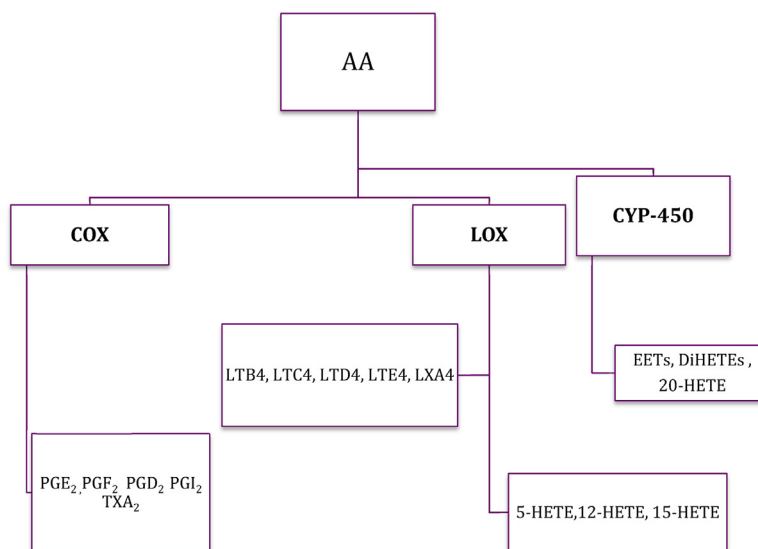 AA
COX
LOX
CYP-450
LTB4, LTC4, LTD4, LTE4, LXA4
EETs, DiHETEs ,
20-HETE
PGE₂,PGF₂ PGD₂ PGI₂
TXA₂
5-HETE,12-HETE, 15-HETE